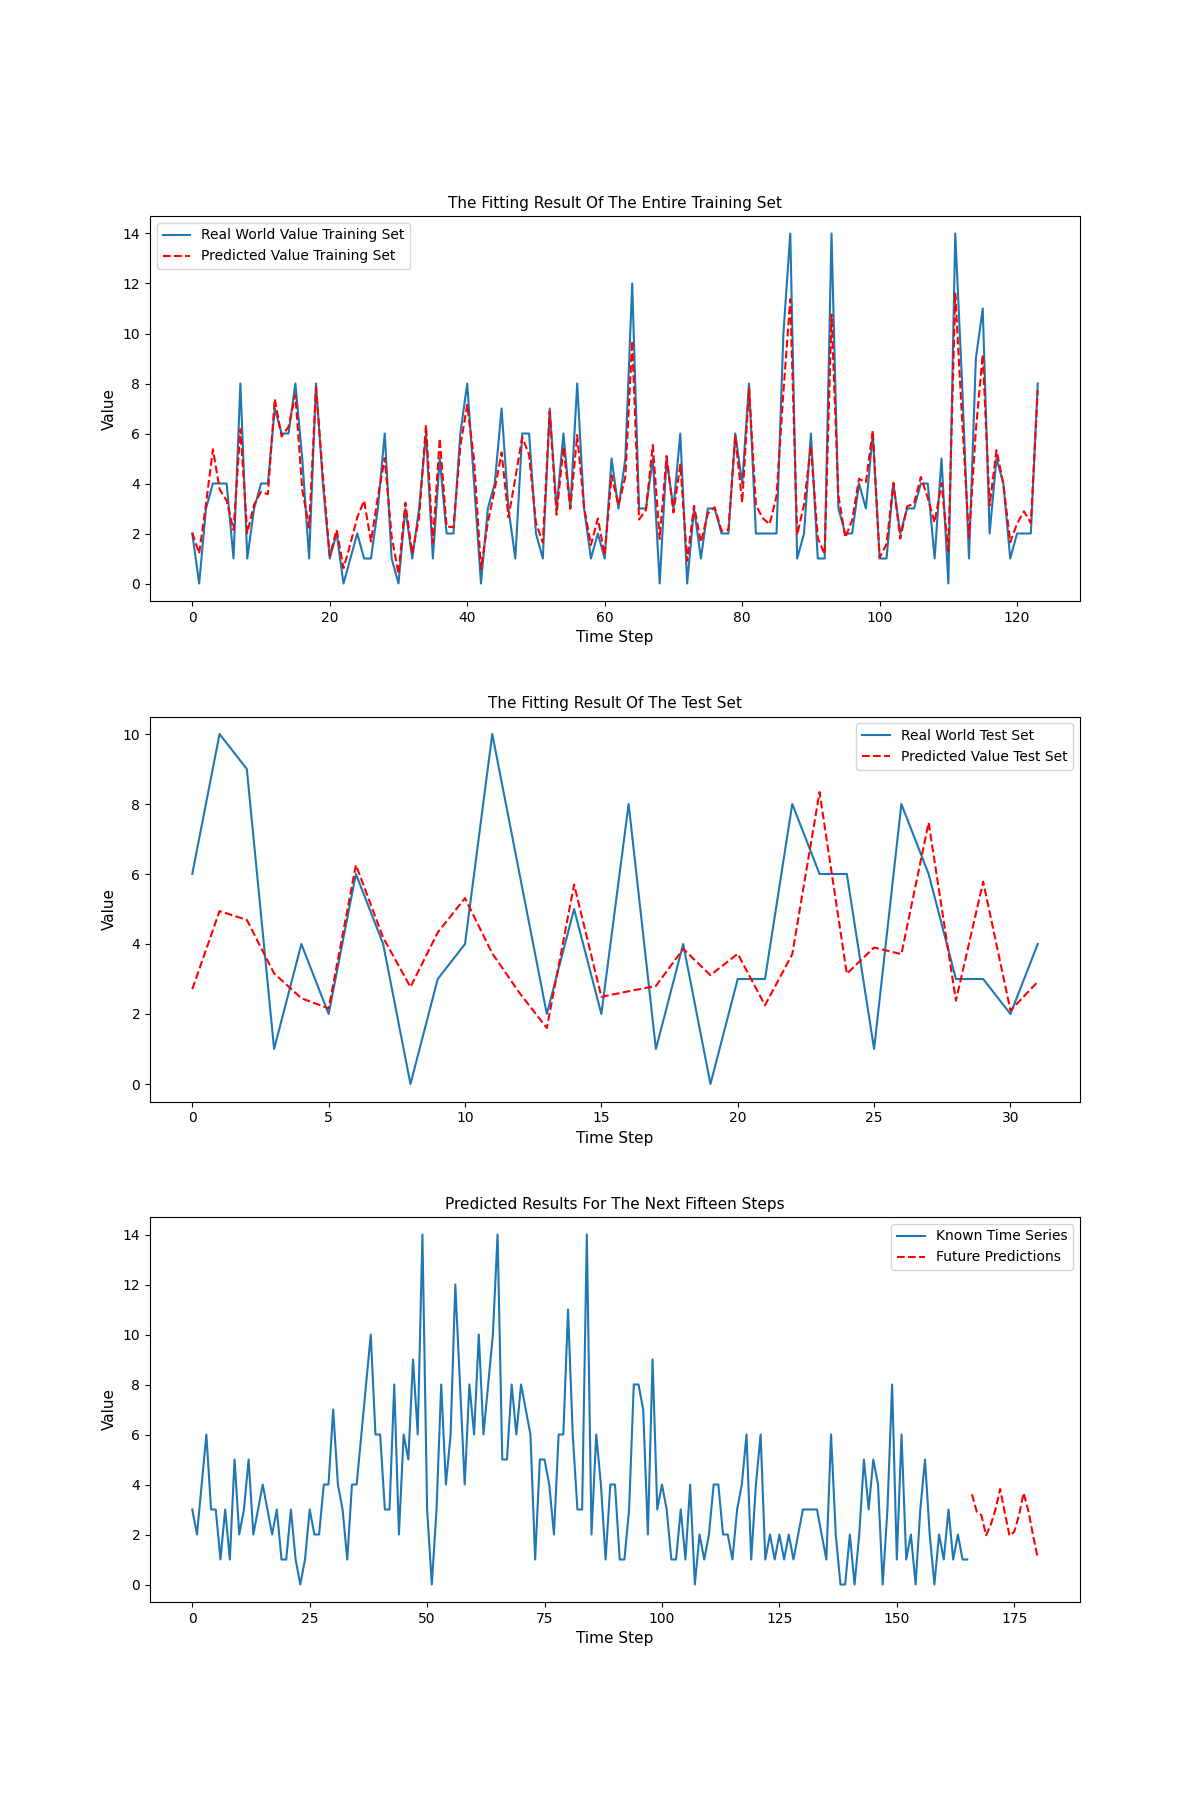 The Fitting Result Of The Entire Training Set
Real World Value Training Set
Predicted Value Training Set
14
12
10
8
6
4
2
0
Value
0 20 40 60 80 100 120
Time Step
The Fitting Result Of The Test Set
Real World Test Set
Predicted Value Test Set
10
8
6
4
2
0
Value
0 5 10 15 20 25 30
Time Step
Predicted Results For The Next Fifteen Steps
Known Time Series
Future Predictions
14
12
10
8
6
4
2
0
Value
0 25 50 75 100 125 150 175
Time Step